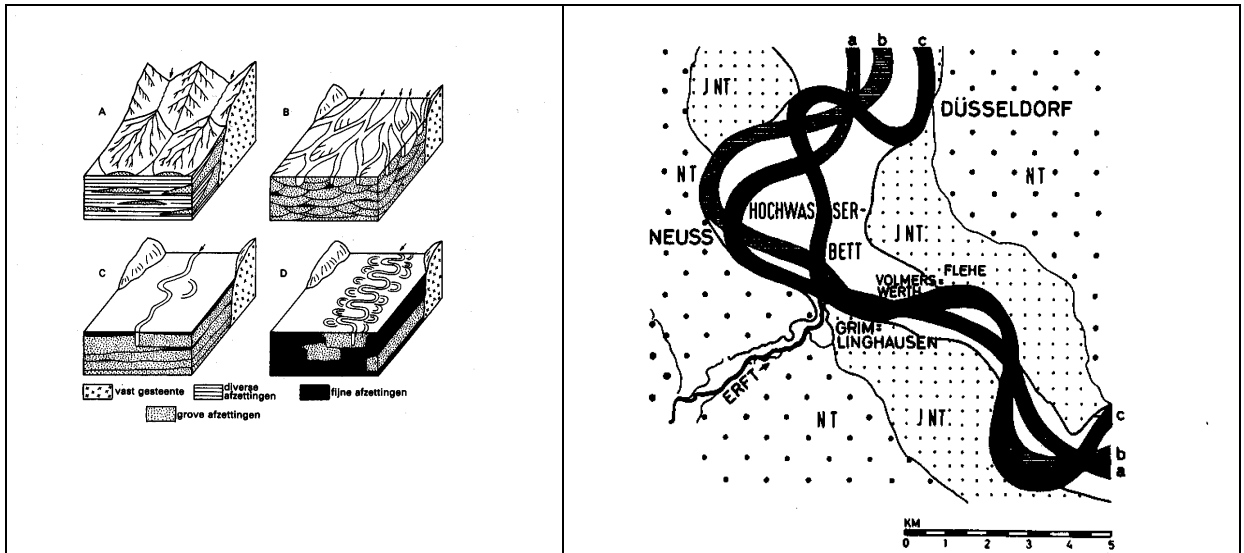 A
B
C
D
vast gesteente
diverse
afzettingen
fijne afzettingen
grove afzettingen
a b c
JNT.
DÜSSELDORF
NT
NT
HOCHWASSER-
BETT
NEUSS
JNT.
FLEHE
VOLMERS=
WERTH
GRIM=
LINGHAUSEN
ERFT
NT
JNT.
c
b
a
KM
0 1 2 3 4 5